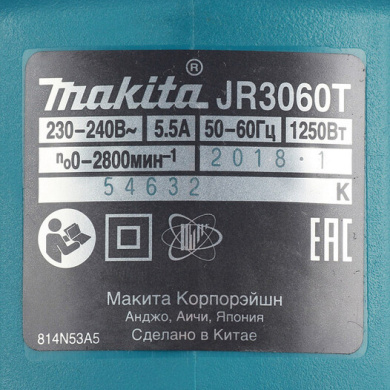 makita® JR3060T
230-240В~ 5.5A 50-60Гц 1250Вт
n₀0-2800мин⁻¹ 2018.1
54632 K
EAC
Макита Корпорэйшн
Анджо, Аичи, Япония
814N53A5 Сделано в Китае